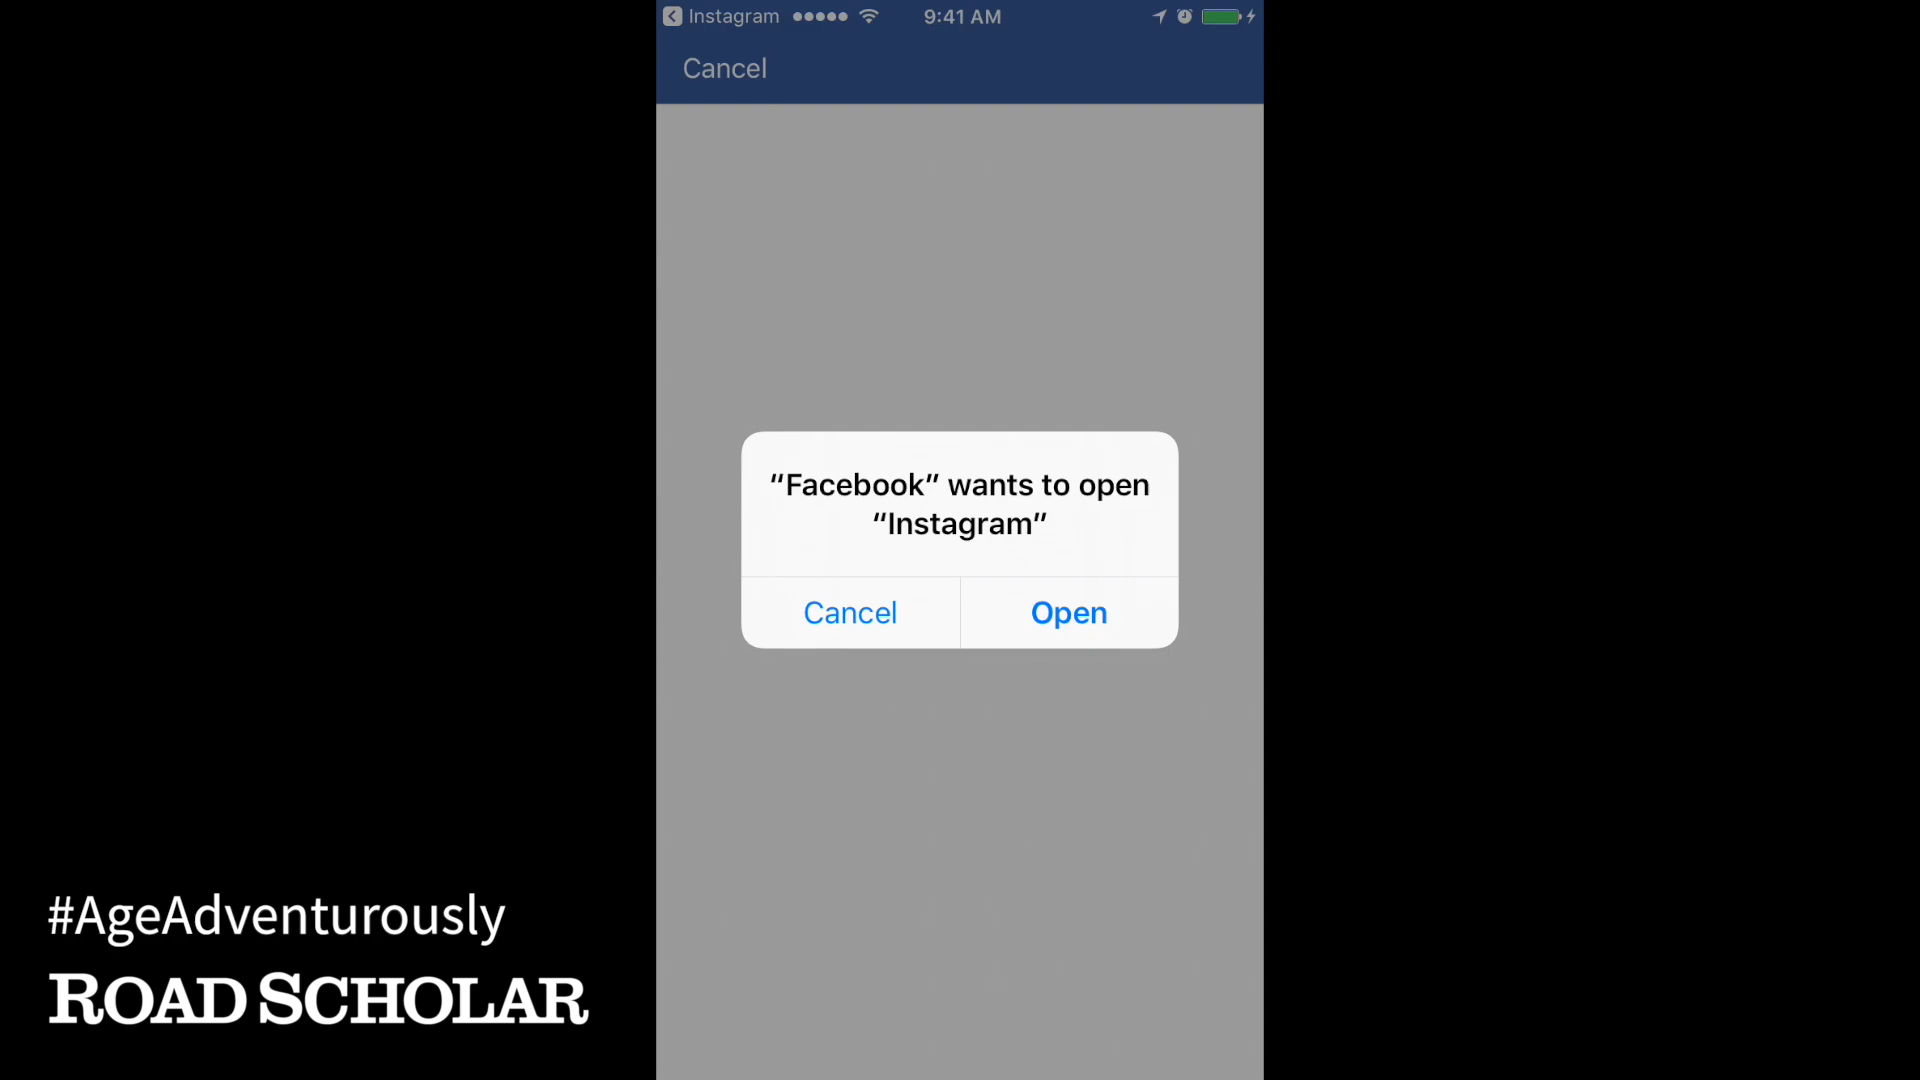 Instagram
9:41 AM
Cancel
“Facebook” wants to open
“Instagram”
Cancel
Open
#AgeAdventurously
ROAD SCHOLAR